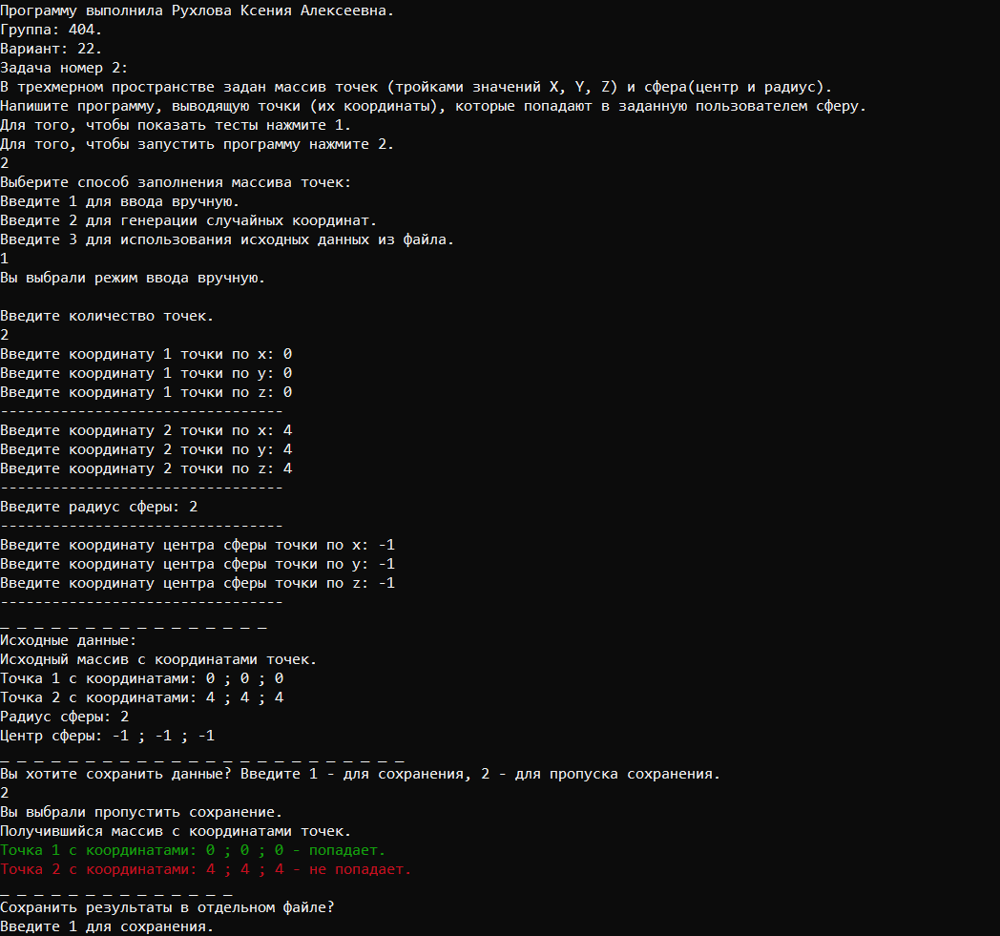 Программу выполнила Рухлова Ксения Алексеевна.
Группа: 404.
Вариант: 22.
Задача номер 2:
В трехмерном пространстве задан массив точек (тройками значений X, Y, Z) и сфера(центр и радиус).
Напишите программу, выводящую точки (их координаты), которые попадают в заданную пользователем сферу.
Для того, чтобы показать тесты нажмите 1.
Для того, чтобы запустить программу нажмите 2.
2
Выберите способ заполнения массива точек:
Введите 1 для ввода вручную.
Введите 2 для генерации случайных координат.
Введите 3 для использования исходных данных из файла.
1
Вы выбрали режим ввода вручную.
Введите количество точек.
2
Введите координату 1 точки по x: 0
Введите координату 1 точки по y: 0
Введите координату 1 точки по z: 0
---------------------------------
Введите координату 2 точки по x: 4
Введите координату 2 точки по y: 4
Введите координату 2 точки по z: 4
---------------------------------
Введите радиус сферы: 2
---------------------------------
Введите координату центра сферы точки по x: -1
Введите координату центра сферы точки по y: -1
Введите координату центра сферы точки по z: -1
---------------------------------
_ _ _ _ _ _ _ _ _ _ _ _ _ _ _ _
Исходные данные:
Исходный массив с координатами точек.
Точка 1 с координатами: 0 ; 0 ; 0
Точка 2 с координатами: 4 ; 4 ; 4
Радиус сферы: 2
Центр сферы: -1 ; -1 ; -1
_ _ _ _ _ _ _ _ _ _ _ _ _ _ _ _ _ _ _ _ _ _ _ _
Вы хотите сохранить данные? Введите 1 - для сохранения, 2 - для пропуска сохранения.
2
Вы выбрали пропустить сохранение.
Получившийся массив с координатами точек.
Точка 1 с координатами: 0 ; 0 ; 0 - попадает.
Точка 2 с координатами: 4 ; 4 ; 4 - не попадает.
_ _ _ _ _ _ _ _ _ _ _ _ _ _
Сохранить результаты в отдельном файле?
Введите 1 для сохранения.